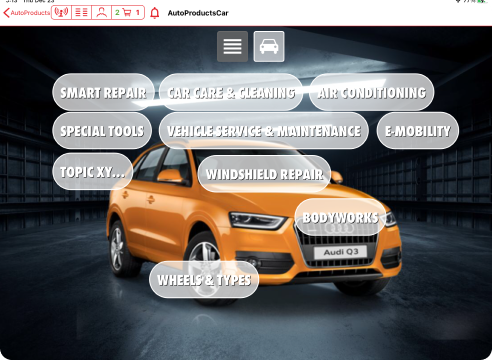 AutoProducts
2
1
AutoProductsCar
SMART REPAIR
CAR CARE & CLEANING
AIR CONDITIONING
SPECIAL TOOLS
VEHICLE SERVICE & MAINTENANCE
E-MOBILITY
TOPIC XY...
WINDSHIELD REPAIR
BODYWORKS
Audi Q3
WHEELS & TYPES